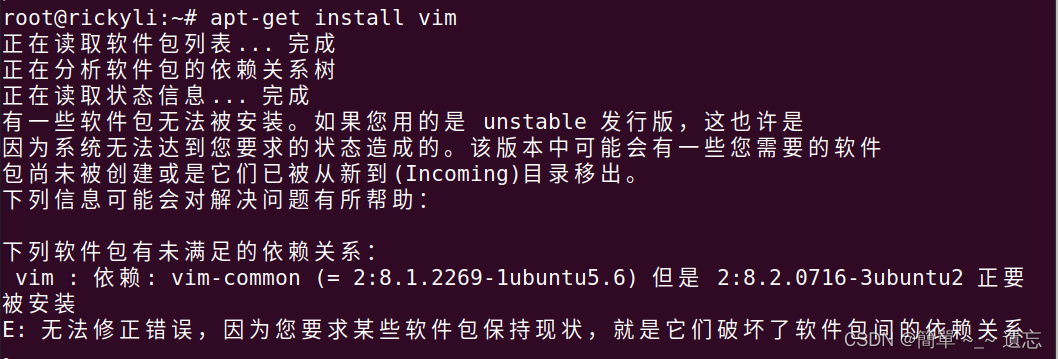 root@rickyli:~# apt-get install vim
正在读取软件包列表... 完成
正在分析软件包的依赖关系树
正在读取状态信息... 完成
有一些软件包无法被安装。如果您用的是 unstable 发行版，这也许是
因为系统无法达到您要求的状态造成的。该版本中可能会有一些您需要的软件
包尚未被创建或是它们已被从新到(Incoming)目录移出。
下列信息可能会对解决问题有所帮助：
下列软件包有未满足的依赖关系：
vim : 依赖: vim-common (= 2:8.1.2269-1ubuntu5.6) 但是 2:8.2.0716-3ubuntu2 正要
被安装
E: 无法修正错误，因为您要求某些软件包保持现状，就是它们破坏了软件包间的依赖关系
CSDN @簡單~_~ 遺忘